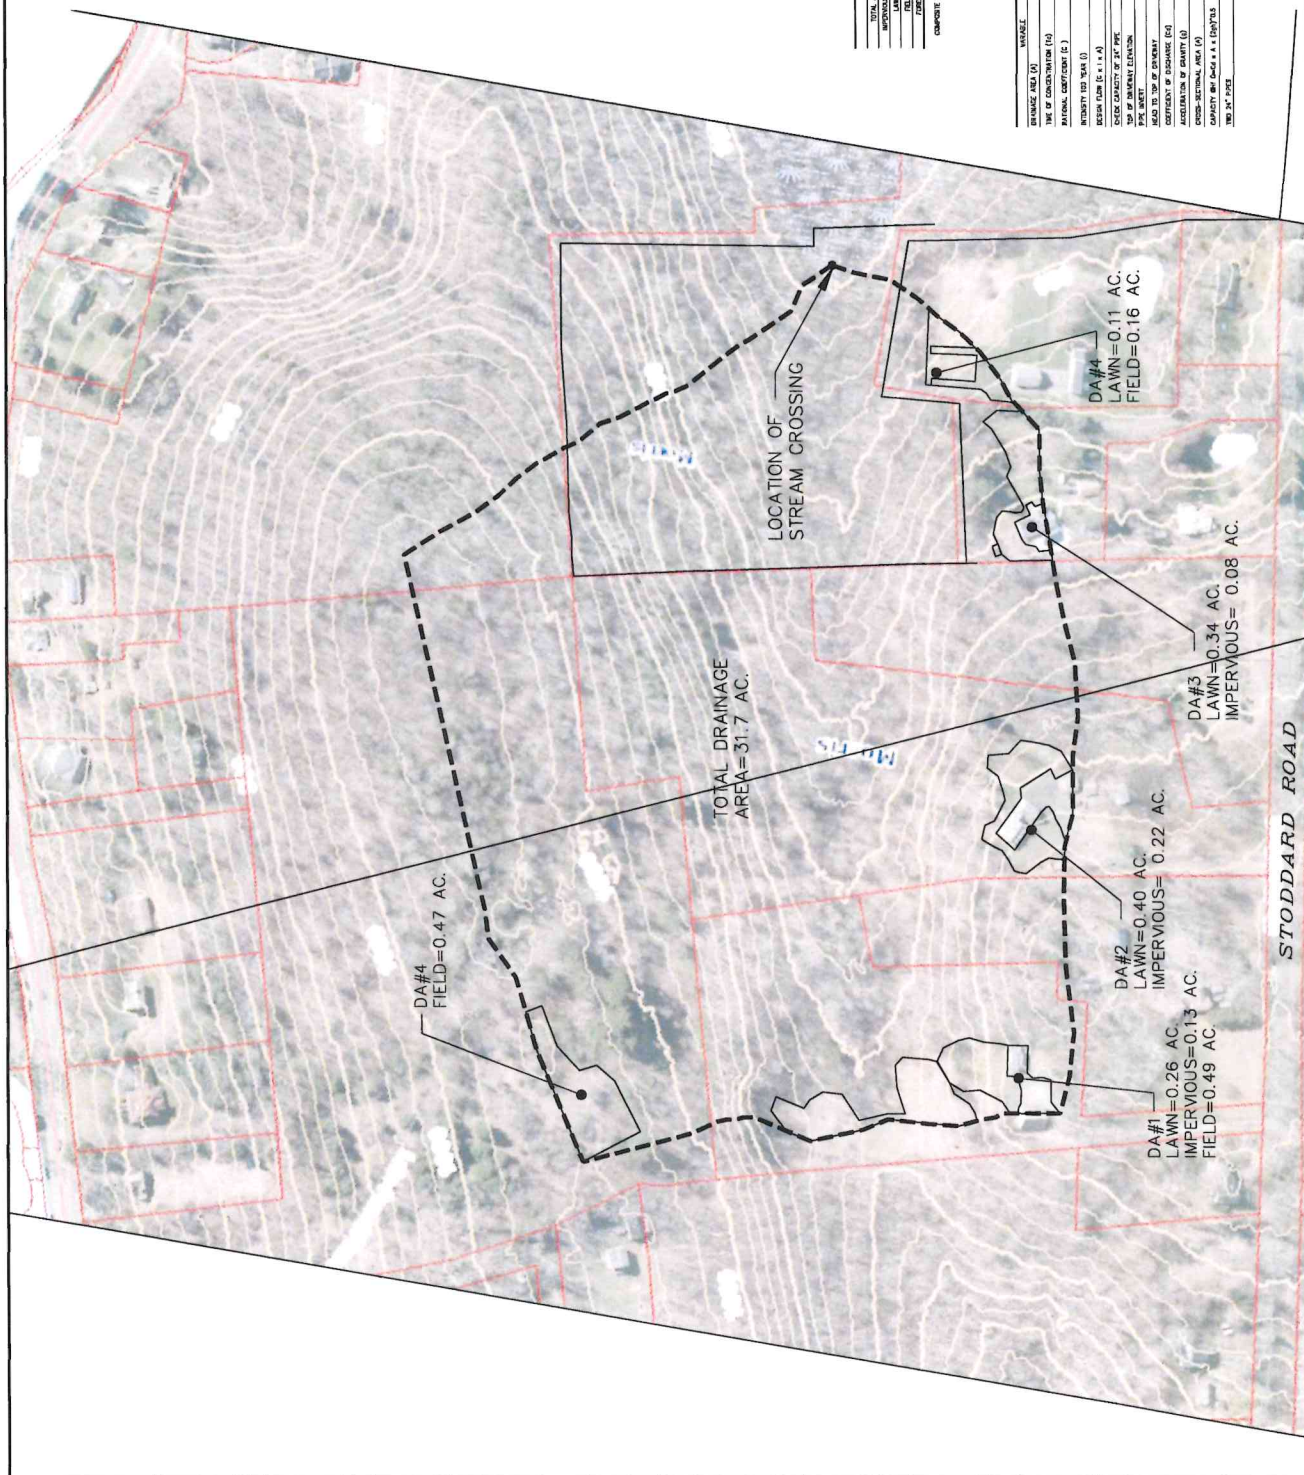 TOTAL
IMPERVIOUS
COMPOSITE
VARIABLE
DRAINAGE AREA (A)
TIME OF CONCENTRATION (Tc)
RATIONAL COEFFICIENT (C )
INTENSITY 100 YEAR (i)
DESIGN FLOW (C x i x A)
CHECK CAPACITY OF 24" PIPE
TOP OF DRIVEWAY ELEVATION
PIPE INVERT
HEAD TO TOP OF DRIVEWAY
COEFFICIENT OF DISCHARGE (Cd)
ACCELERATION OF GRAVITY (g)
CROSS-SECTIONAL AREA (A)
TWO 24" PIPES
DA#4
FIELD=0.47 AC.
TOTAL DRAINAGE
AREA=31.7 AC.
LOCATION OF
STREAM CROSSING
DA#4
LAWN=0.11 AC.
FIELD=0.16 AC.
DA#3
LAWN=0.34 AC.
IMPERVIOUS= 0.08 AC.
DA#2
LAWN=0.40 AC.
IMPERVIOUS= 0.22 AC.
DA#1
LAWN=0.26 AC.
IMPERVIOUS=0.13 AC.
FIELD=0.49 AC.
STODDARD ROAD